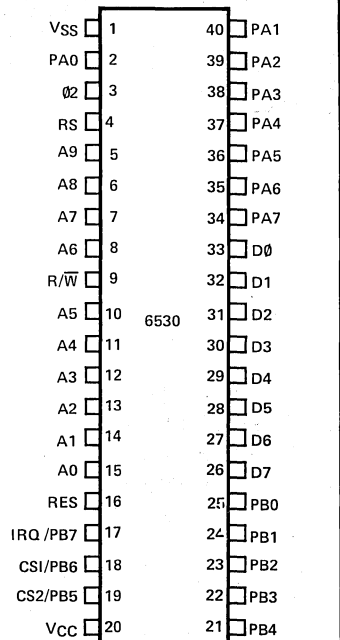 VSS 1 40 PA1
PA0 2 39 PA2
Ø2 3 38 PA3
RS 4 37 PA4
A9 5 36 PA5
A8 6 35 PA6
A7 7 34 PA7
A6 8 33 DØ
R/W̅ 9 32 D1
A5 10 31 D2
6530
A4 11 30 D3
A3 12 29 D4
A2 13 28 D5
A1 14 27 D6
A0 15 26 D7
RES 16 25 PB0
IRQ /PB7 17 24 PB1
CSI/PB6 18 23 PB2
CS2/PB5 19 22 PB3
VCC 20 21 PB4